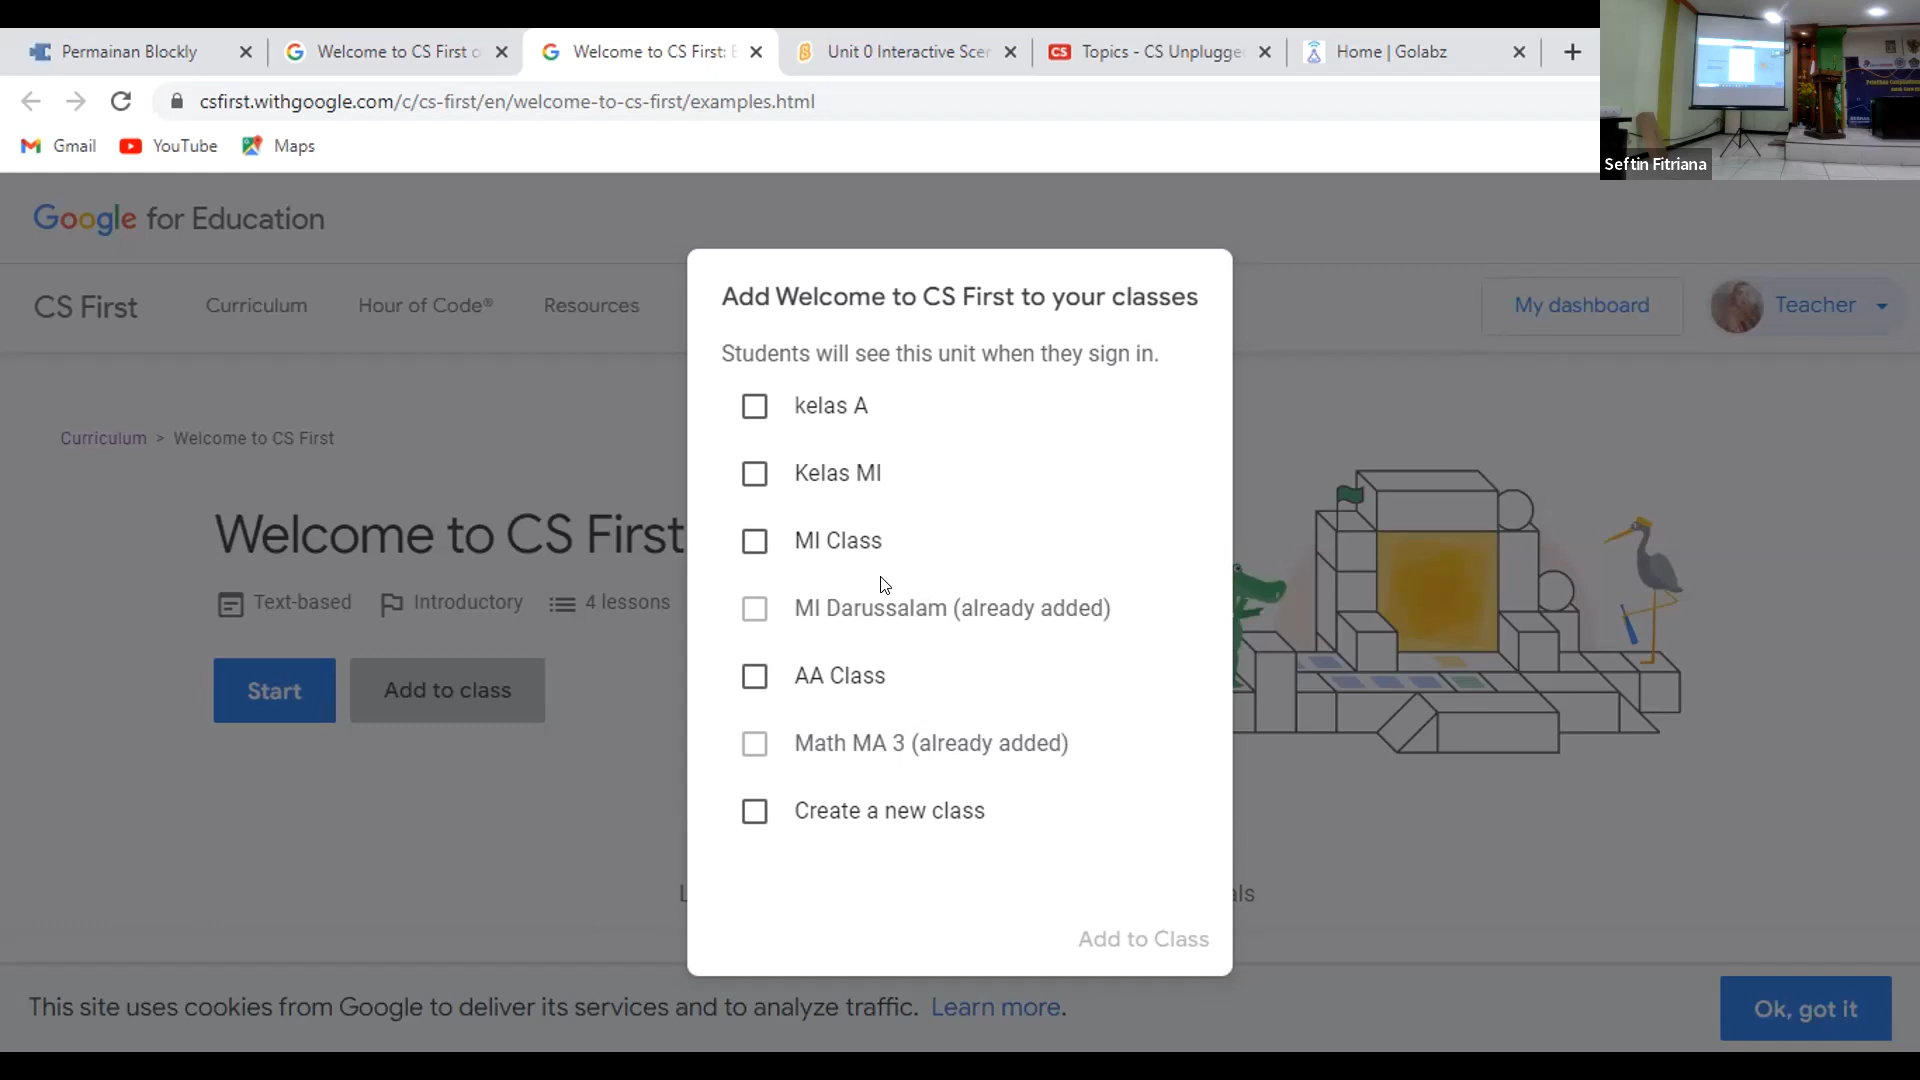 Permainan Blockly
Welcome to CS First o
Welcome to CS First: E
Unit 0 Interactive Scer
Topics - CS Unplugge
Home | Golabz
csfirst.withgoogle.com/c/cs-first/en/welcome-to-cs-first/examples.html
Gmail
YouTube
Maps
Seftin Fitriana
Google for Education
CS First
Curriculum
Hour of Code®
Resources
My dashboard
Teacher
Add Welcome to CS First to your classes
Students will see this unit when they sign in.
kelas A
Kelas MI
MI Class
MI Darussalam (already added)
AA Class
Math MA 3 (already added)
Create a new class
Add to Class
Curriculum > Welcome to CS First
Welcome to CS First
Text-based
Introductory
4 lessons
Start
Add to class
L
als
This site uses cookies from Google to deliver its services and to analyze traffic. Learn more.
Ok, got it